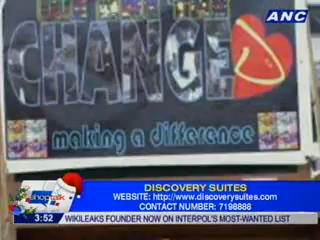 ANC
CHANGE
making a difference
DISCOVERY SUITES
WEBSITE: http://www.discoverysuites.com
CONTACT NUMBER: 7198888
shoptalk
3:52
WIKILEAKS FOUNDER NOW ON INTERPOL'S MOST-WANTED LIST